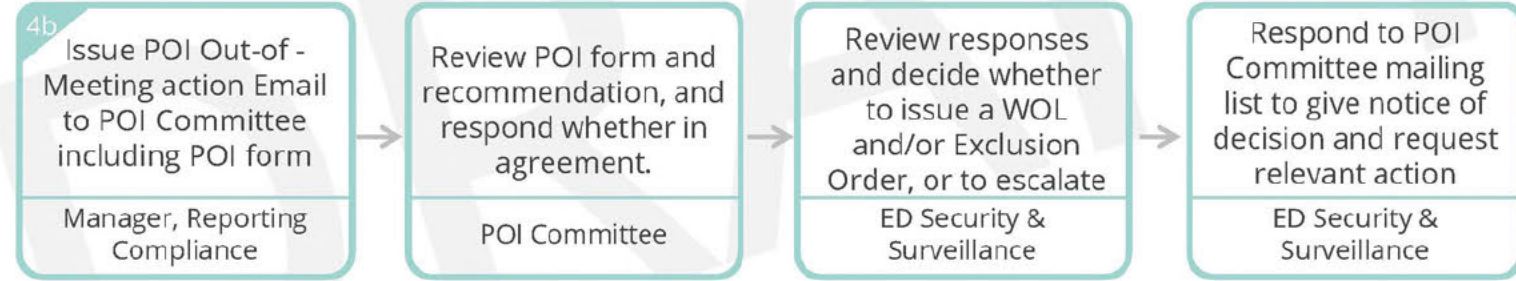 4b
Issue POI Out-of -
Meeting action Email
to POI Committee
including POI form
Manager, Reporting
Compliance
Review POI form and
recommendation, and
respond whether in
agreement.
POI Committee
Review responses
and decide whether
to issue a WOL
and/or Exclusion
Order, or to escalate
ED Security &
Surveillance
Respond to POI
Committee mailing
list to give notice of
decision and request
relevant action
ED Security &
Surveillance